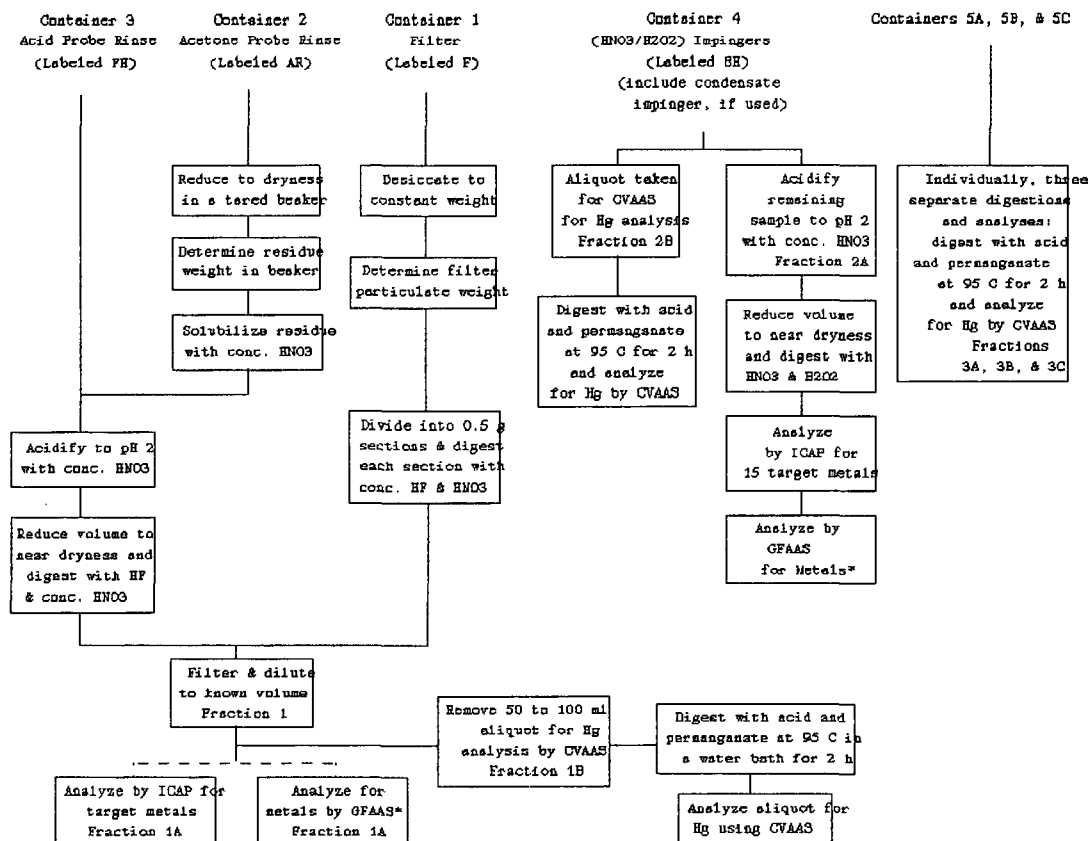 Container 3
Acid Probe Rinse
(Labeled FH)
Container 2
Acetone Probe Rinse
(Labeled AR)
Container 1
Filter
(Labeled F)
Container 4
(HNO3/H2O2) Impingers
(Labeled BH)
(include condensate
impinger, if used)
Containers 5A, 5B, & 5C
Reduce to dryness
in a tared beaker
Determine residue
weight in beaker
Solubilize residue
with conc. HNO3
Acidify to pH 2
with conc. HNO3
Reduce volume to
near dryness and
digest with HF
& conc. HNO3
Desiccate to
constant weight
Determine filter
particulate weight
Divide into 0.5 g
sections & digest
each section with
conc. HF & HNO3
Aliquot taken
for CVAAS
for Hg analysis
Fraction 2B
Digest with acid
and permanganate
at 95 C for 2 h
and analyze
for Hg by CVAAS
Acidify
remaining
sample to pH 2
with conc. HNO3
Fraction 2A
Reduce volume
to near dryness
and digest with
HNO3 & H2O2
Analyze
by ICAP for
15 target metals
Analyze by
GFAAS
for Metals*
Individually, three
separate digestions
and analyses:
digest with acid
and permanganate
at 95 C for 2 h
and analyze
for Hg by CVAAS
Fractions
3A, 3B, & 3C
Filter & dilute
to known volume
Fraction 1
Remove 50 to 100 ml
aliquot for Hg
analysis by CVAAS
Fraction 1B
Digest with acid and
permanganate at 95 C in
a water bath for 2 h
Analyze by ICAP for
target metals
Fraction 1A
Analyze for
metals by GFAAS*
Fraction 1A
Analyze aliquot for
Hg using CVAAS